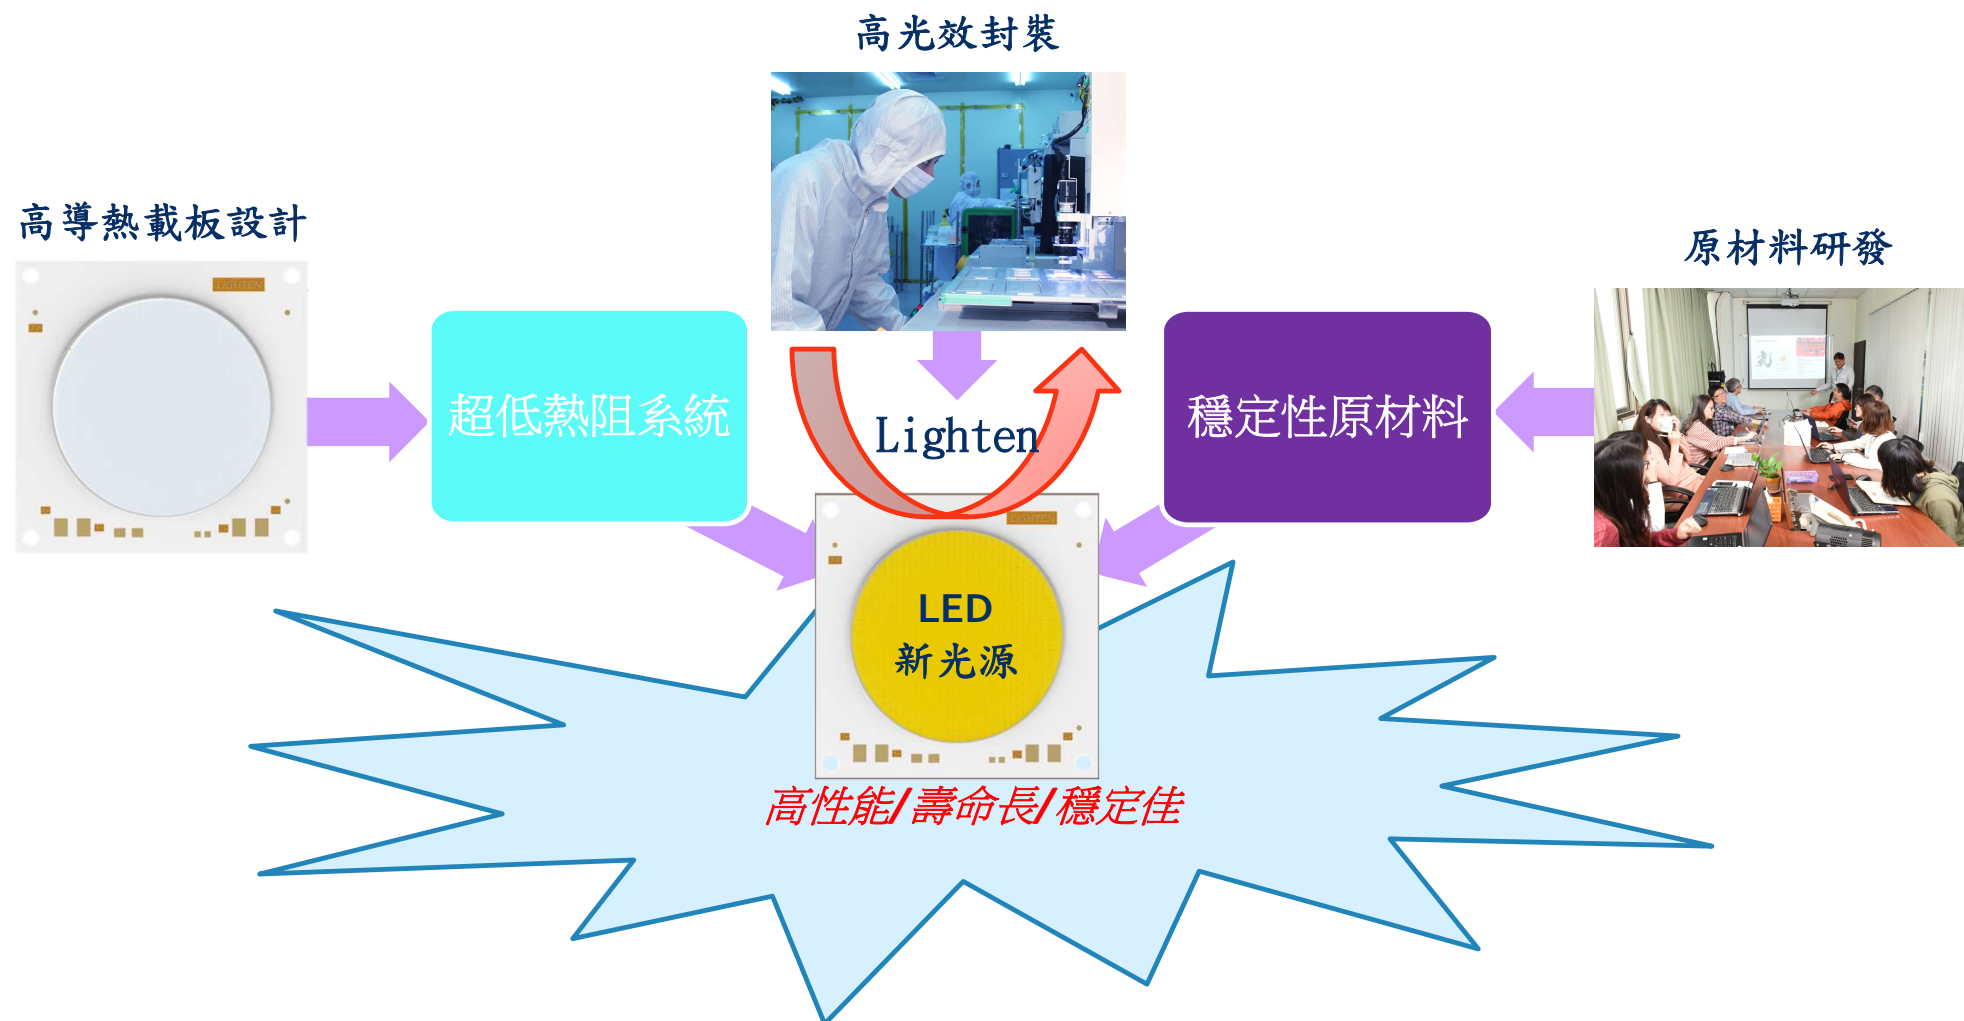 高光效封裝
高導熱載板設計
原材料研發
LIGHTEN
超低熱阻系統
Lighten
穩定性原材料
LIGHTEN
LED
新光源
高性能/壽命長/穩定佳